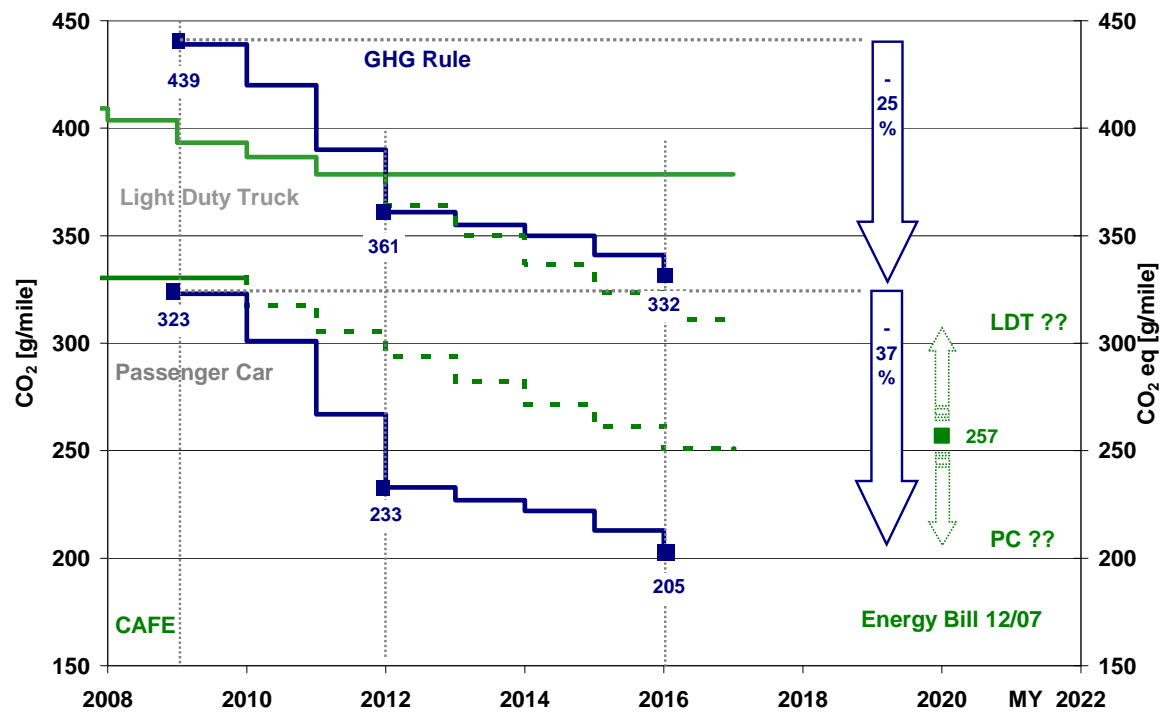 450
450
GHG Rule
439
-
25
%
400
400
Light Duty Truck
350
350
361
332
323
LDT ??
-
37
%
300
300
Passenger Car
CO2 [g/mile]
CO2 eq [g/mile]
257
250
250
233
PC ??
200
200
205
CAFE
Energy Bill 12/07
150
150
2008 2010 2012 2014 2016 2018 2020 MY 2022